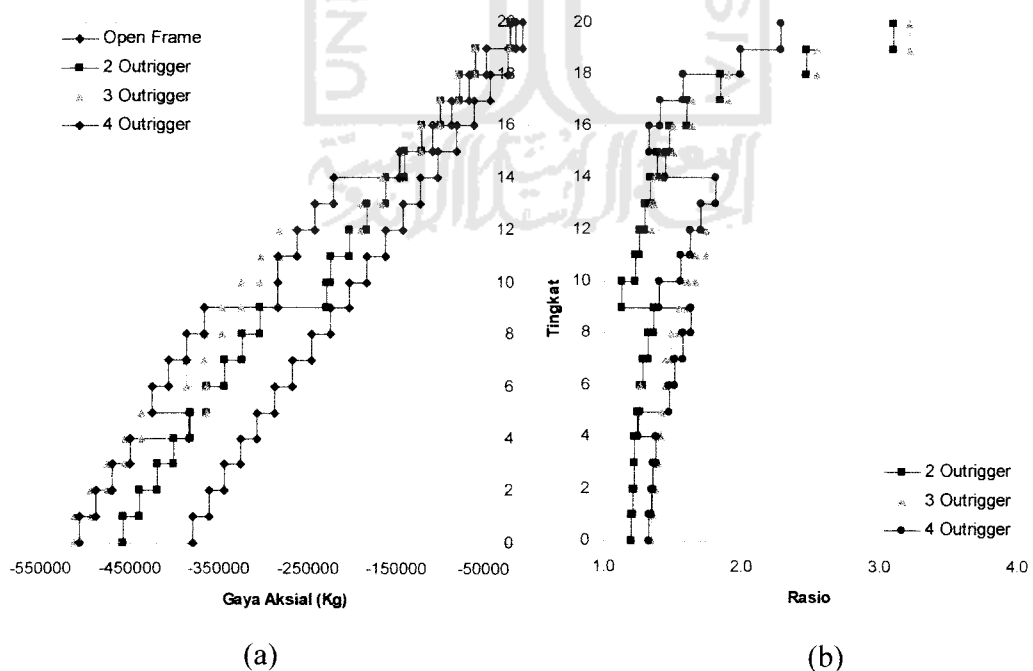 Open Frame
2 Outrigger
3 Outrigger
4 Outrigger
20
18
16
14
12
10
8
6
4
2
0
-550000 -450000 -350000 -250000 -150000 -50000
Gaya Aksial (Kg)
(a)
Tingkat
20
18
16
14
12
10
8
6
4
2
0
2 Outrigger
3 Outrigger
4 Outrigger
1.0 2.0 3.0 4.0
Rasio
(b)